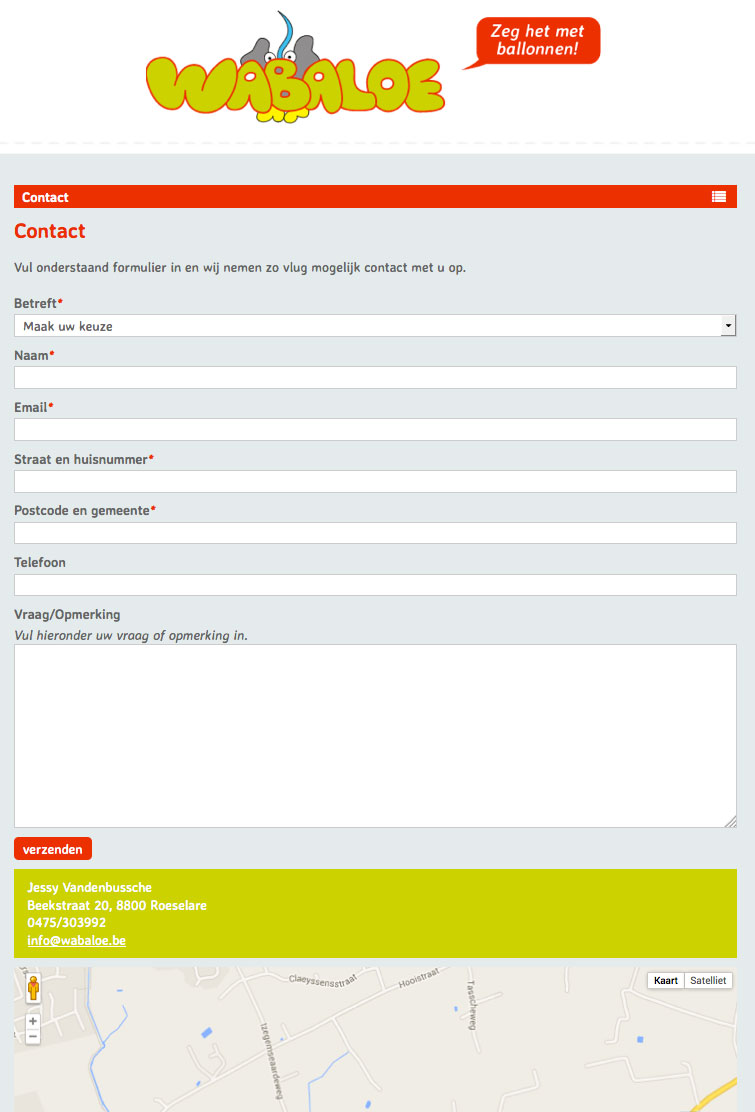 WABALOE
Zeg het met
ballonnen!
Contact
Contact
Vul onderstaand formulier in en wij nemen zo vlug mogelijk contact met u op.
Betreft*
Maak uw keuze
Naam*
Email*
Straat en huisnummer*
Postcode en gemeente*
Telefoon
Vraag/Opmerking
Vul hieronder uw vraag of opmerking in.
verzenden
Jessy Vandenbussche
Beekstraat 20, 8800 Roeselare
0475/303992
info@wabaloe.be
Claeyssensstraat
Hooistraat
Kaart Satelliet
Tasscheweg
Izegemseaardeweg
+
−